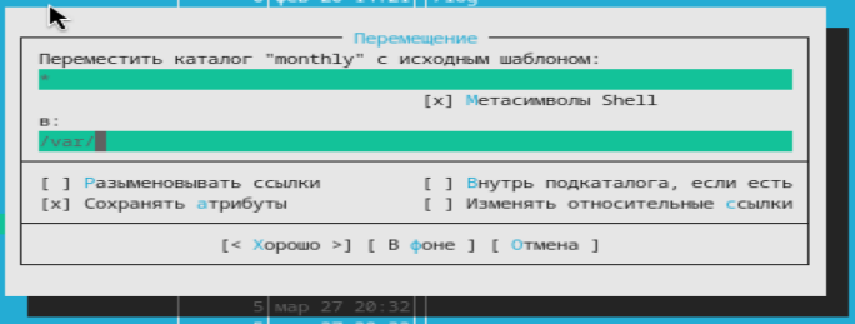 Перемещение
Переместить каталог "monthly" с исходным шаблоном:
*
[x] Метасимволы Shell
в:
/var/
[ ] Разыменовывать ссылки [ ] Внутрь подкаталога, если есть
[x] Сохранять атрибуты [ ] Изменять относительные ссылки
[< Хорошо >] [ В фоне ] [ Отмена ]
5 мар 27 20:32